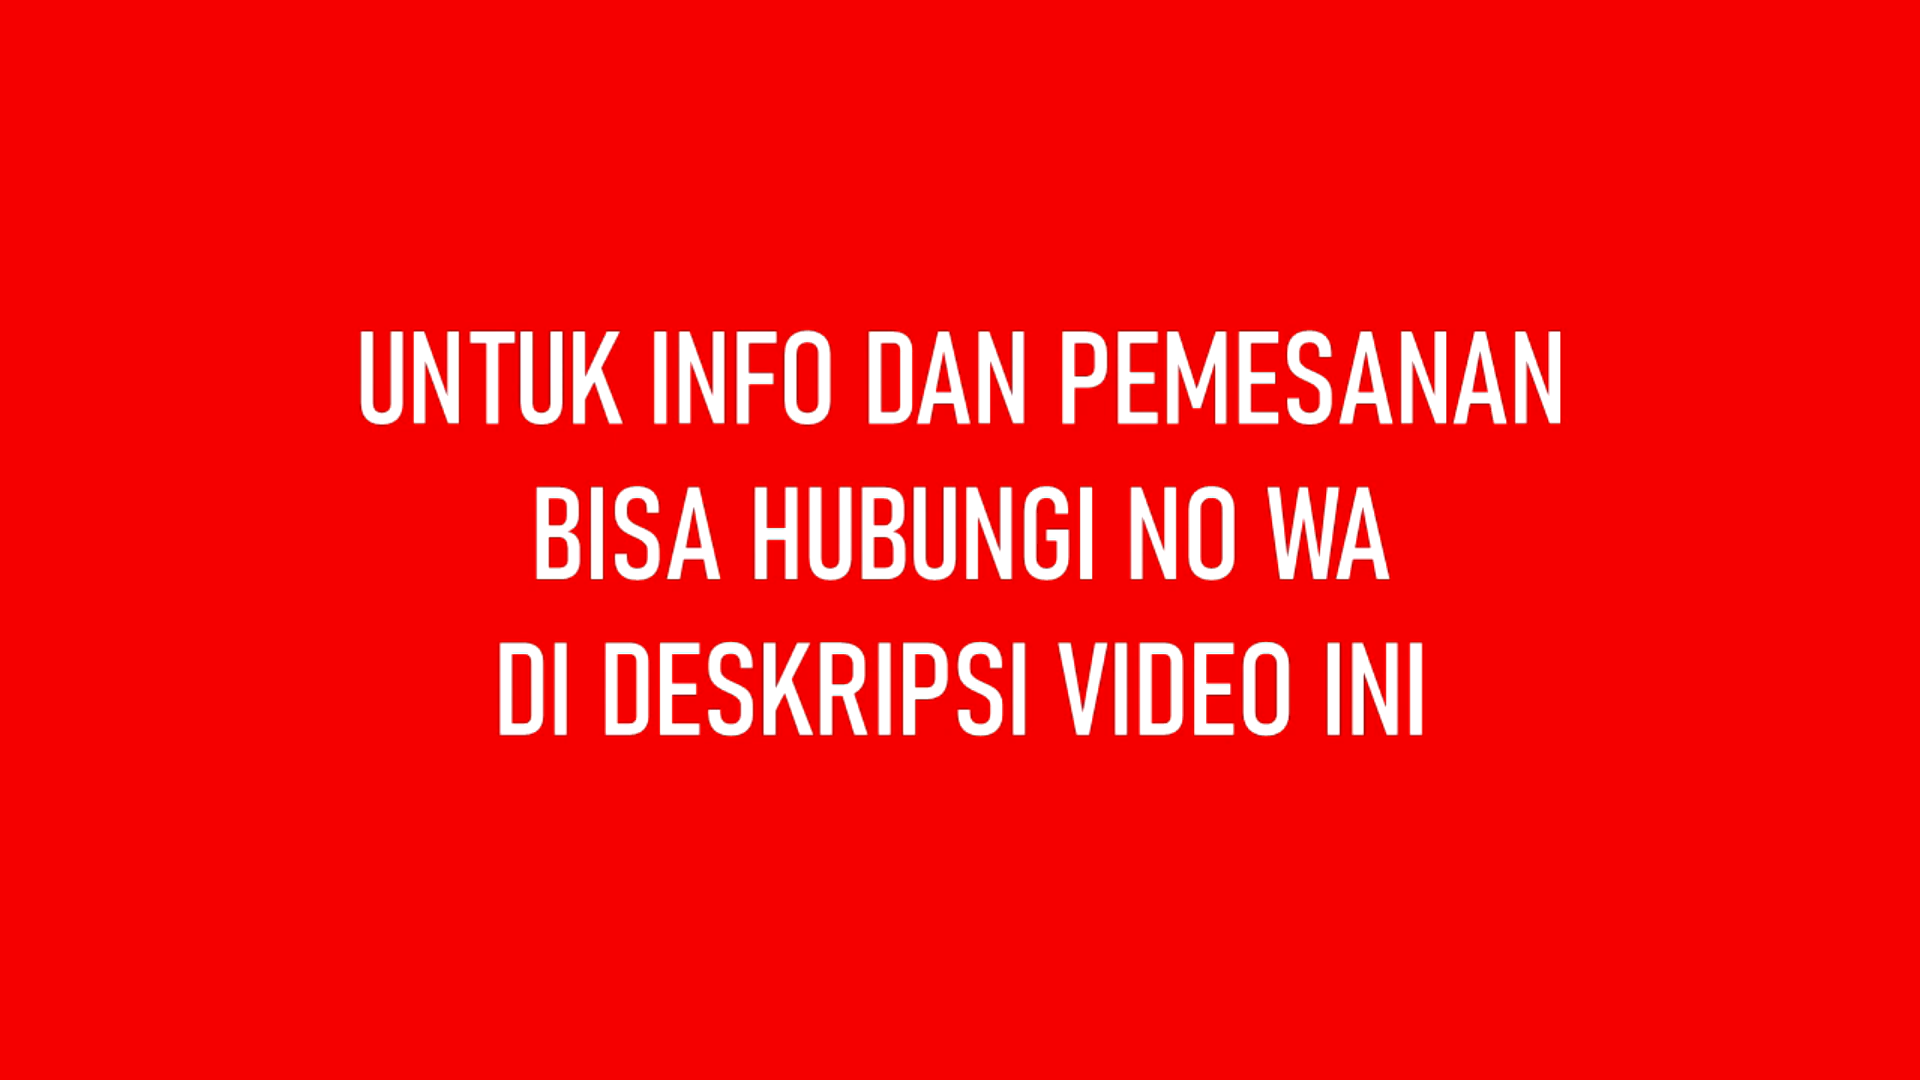 UNTUK INFO DAN PEMESANAN
BISA HUBUNGI NO WA
DI DESKRIPSI VIDEO INI